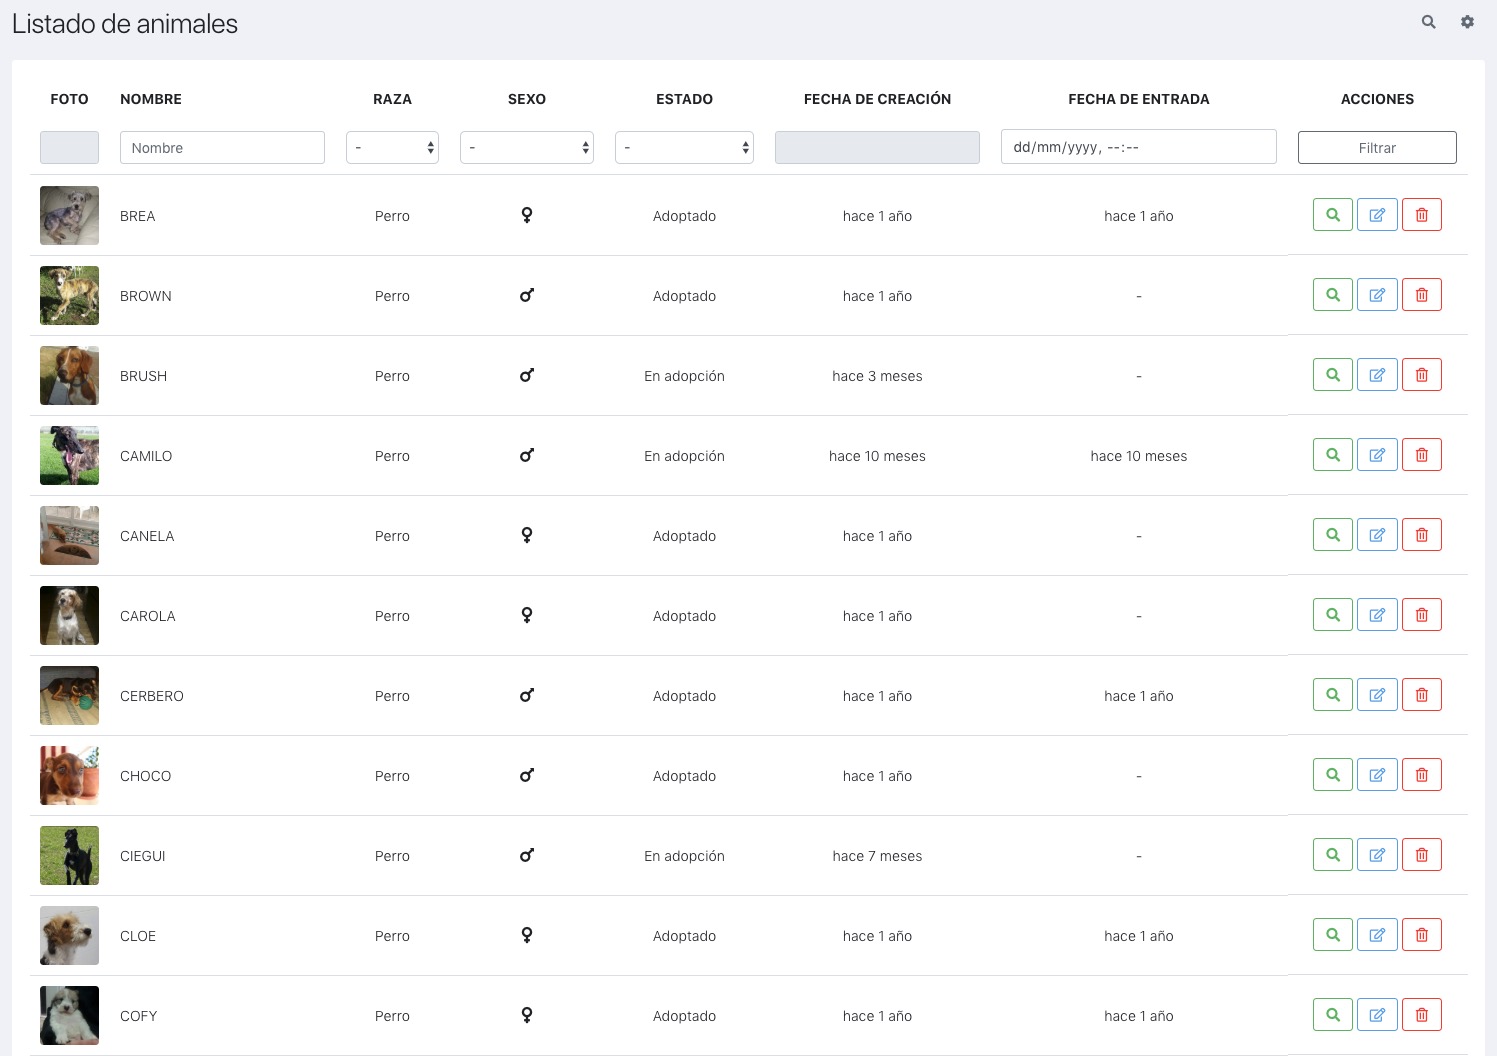 Listado de animales
FOTO NOMBRE RAZA SEXO ESTADO FECHA DE CREACIÓN FECHA DE ENTRADA ACCIONES
Nombre - - - dd/mm/yyyy, --:-- Filtrar
BREA Perro ♀ Adoptado hace 1 año hace 1 año
BROWN Perro ♂ Adoptado hace 1 año -
BRUSH Perro ♂ En adopción hace 3 meses -
CAMILO Perro ♂ En adopción hace 10 meses hace 10 meses
CANELA Perro ♀ Adoptado hace 1 año -
CAROLA Perro ♀ Adoptado hace 1 año -
CERBERO Perro ♂ Adoptado hace 1 año hace 1 año
CHOCO Perro ♂ Adoptado hace 1 año -
CIEGUI Perro ♂ En adopción hace 7 meses -
CLOE Perro ♀ Adoptado hace 1 año hace 1 año
COFY Perro ♀ Adoptado hace 1 año hace 1 año